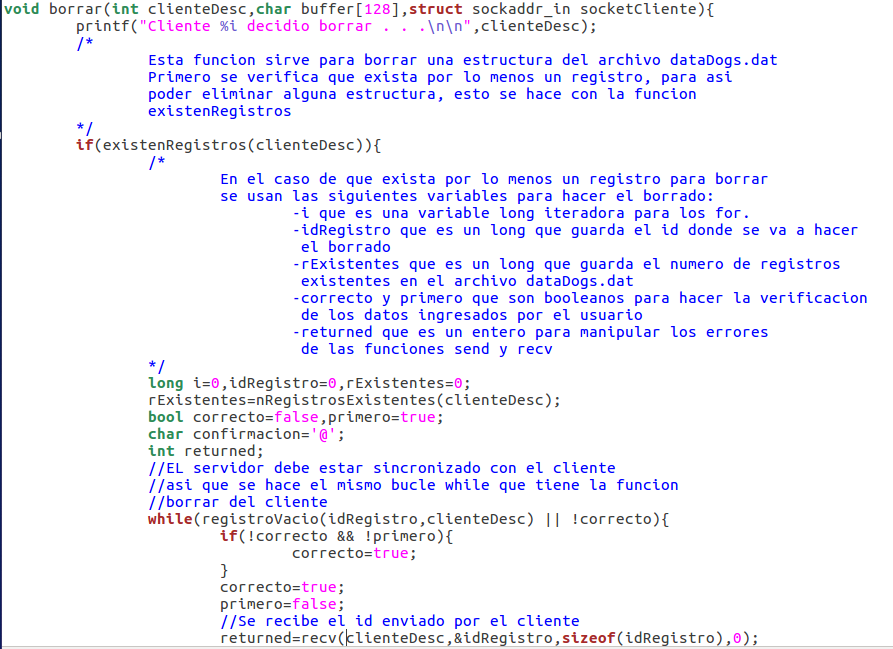 void borrar(int clienteDesc,char buffer[128],struct sockaddr_in socketCliente){
printf("Cliente %i decidio borrar . . .\n\n",clienteDesc);
/*
Esta funcion sirve para borrar una estructura del archivo dataDogs.dat
Primero se verifica que exista por lo menos un registro, para asi
poder eliminar alguna estructura, esto se hace con la funcion
existenRegistros
*/
if(existenRegistros(clienteDesc)){
/*
En el caso de que exista por lo menos un registro para borrar
se usan las siguientes variables para hacer el borrado:
-i que es una variable long iteradora para los for.
-idRegistro que es un long que guarda el id donde se va a hacer
el borrado
-rExistentes que es un long que guarda el numero de registros
existentes en el archivo dataDogs.dat
-correcto y primero que son booleanos para hacer la verificacion
de los datos ingresados por el usuario
-returned que es un entero para manipular los errores
de las funciones send y recv
*/
long i=0,idRegistro=0,rExistentes=0;
rExistentes=nRegistrosExistentes(clienteDesc);
bool correcto=false,primero=true;
char confirmacion='@';
int returned;
//EL servidor debe estar sincronizado con el cliente
//asi que se hace el mismo bucle while que tiene la funcion
//borrar del cliente
while(registroVacio(idRegistro,clienteDesc) || !correcto){
if(!correcto && !primero){
correcto=true;
}
correcto=true;
primero=false;
//Se recibe el id enviado por el cliente
returned=recv(clienteDesc,&idRegistro,sizeof(idRegistro),0);